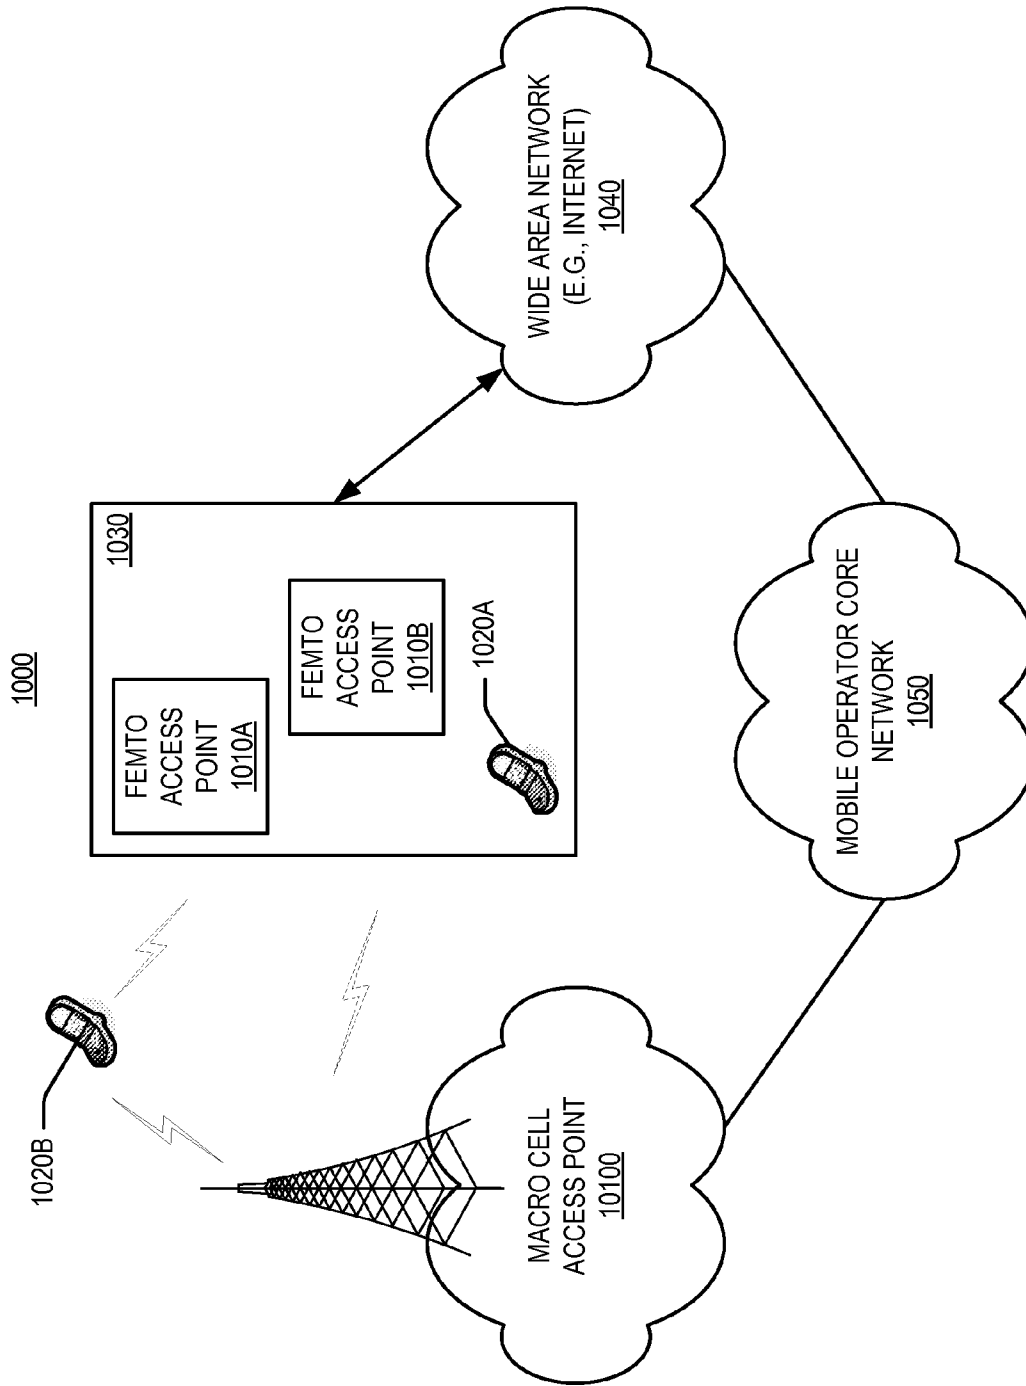 1000
1020B
FEMTO
ACCESS
POINT
1010A
1030
FEMTO
ACCESS
POINT
1010B
1020A
MACRO CELL
ACCESS POINT
10100
WIDE AREA NETWORK
(E.G., INTERNET)
1040
MOBILE OPERATOR CORE
NETWORK
1050